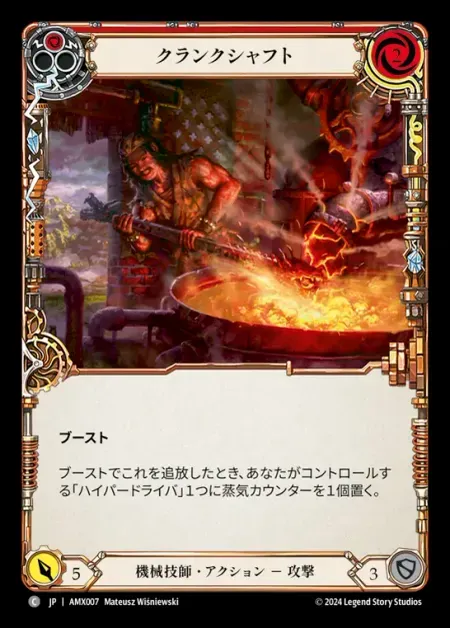 クランクシャフト
2
ブースト
ブーストでこれを追放したとき、あなたがコントロールす
る「ハイパードライバ」1つに蒸気カウンターを1個置く。
5
機械技師・アクション ー 攻撃
3
C JP | AMX007 Mateusz Wiśniewski
© 2024 Legend Story Studios